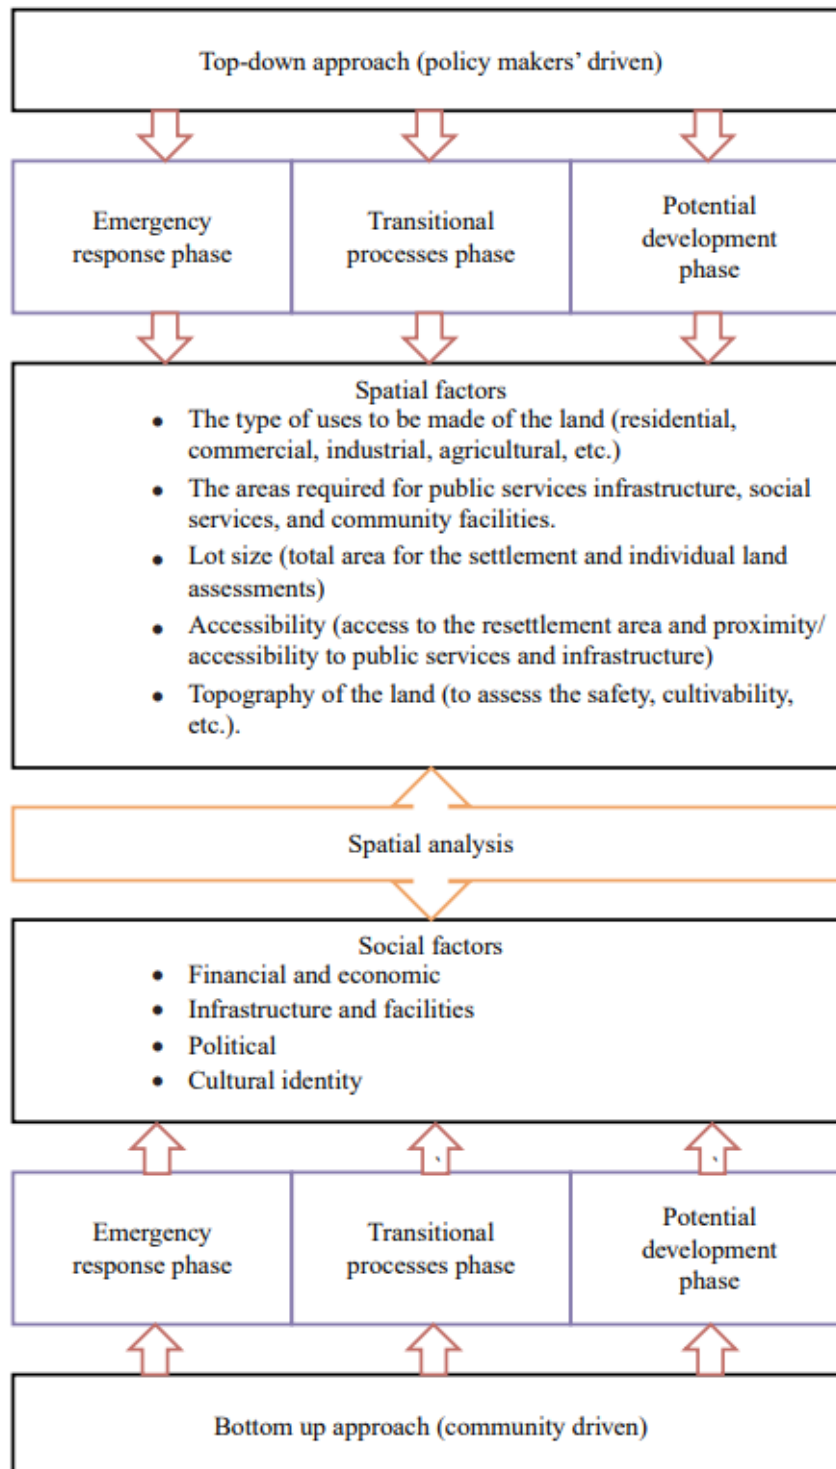 Top-down approach (policy makers’ driven)
Emergency
response phase
Transitional
processes phase
Potential
development
phase
Spatial factors
• The type of uses to be made of the land (residential,
commercial, industrial, agricultural, etc.)
• The areas required for public services infrastructure, social
services, and community facilities.
• Lot size (total area for the settlement and individual land
assessments)
• Accessibility (access to the resettlement area and proximity/
accessibility to public services and infrastructure)
• Topography of the land (to assess the safety, cultivability,
etc.).
Spatial analysis
Social factors
• Financial and economic
• Infrastructure and facilities
• Political
• Cultural identity
Emergency
response phase
Transitional
processes phase
Potential
development
phase
Bottom up approach (community driven)